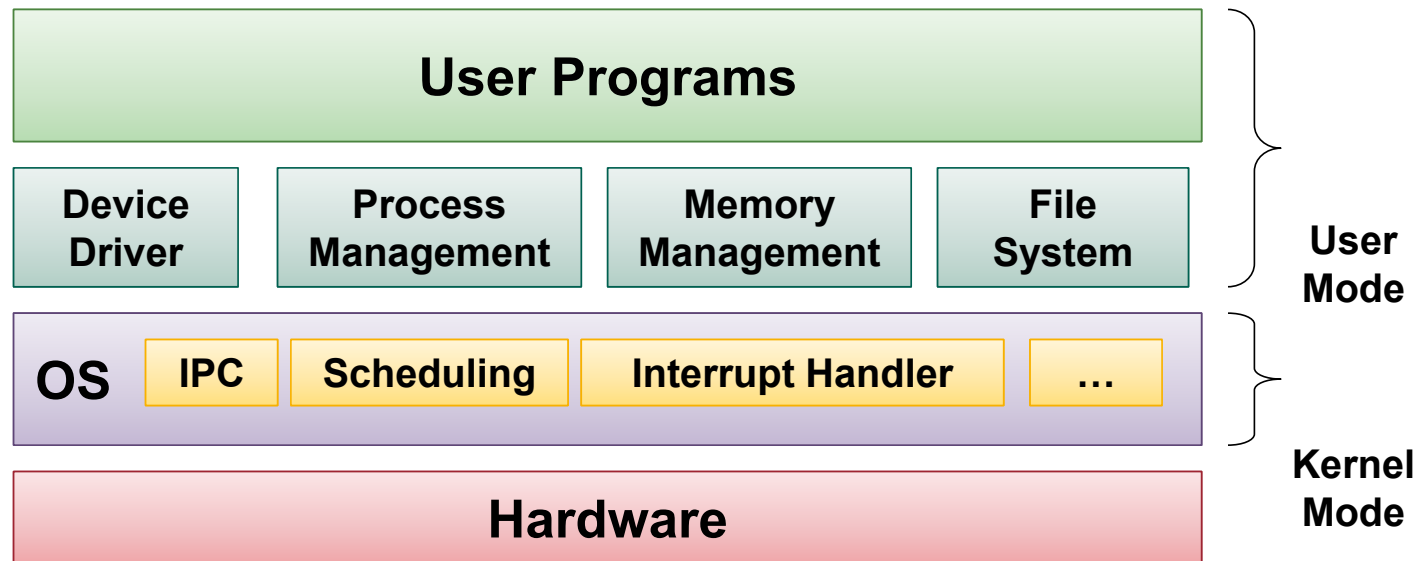 User Programs
Device
Driver
Process
Management
Memory
Management
File
System
User
Mode
OS
IPC
Scheduling
Interrupt Handler
...
Kernel
Mode
Hardware